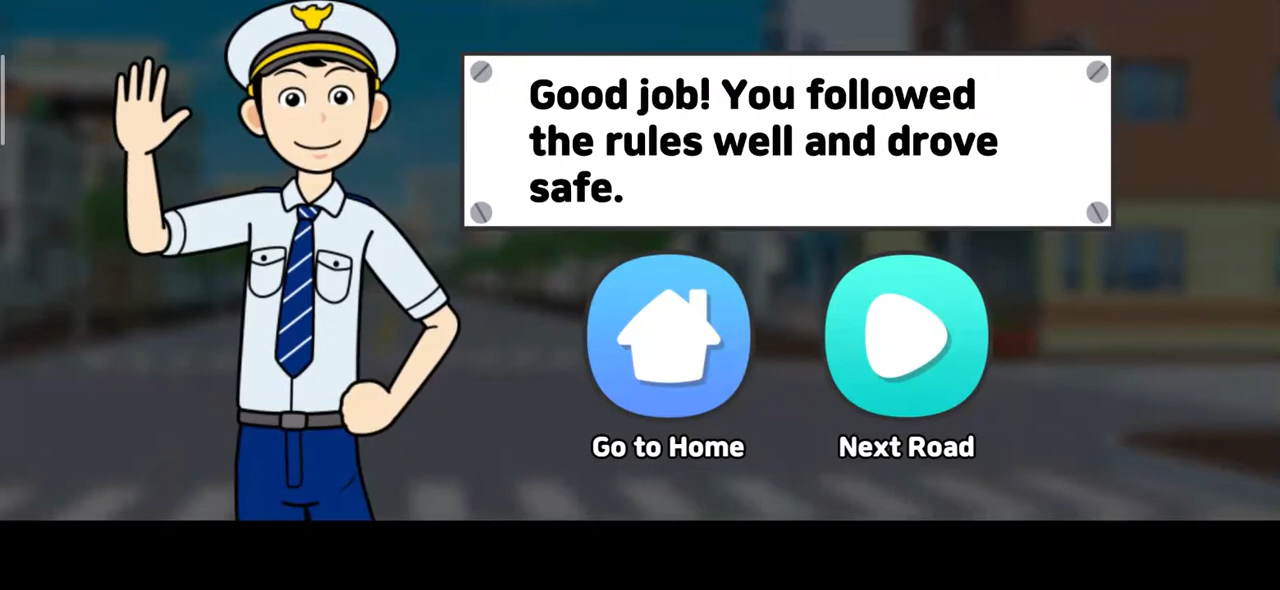 Good job! You followed
the rules well and drove
safe.
Go to Home
Next Road